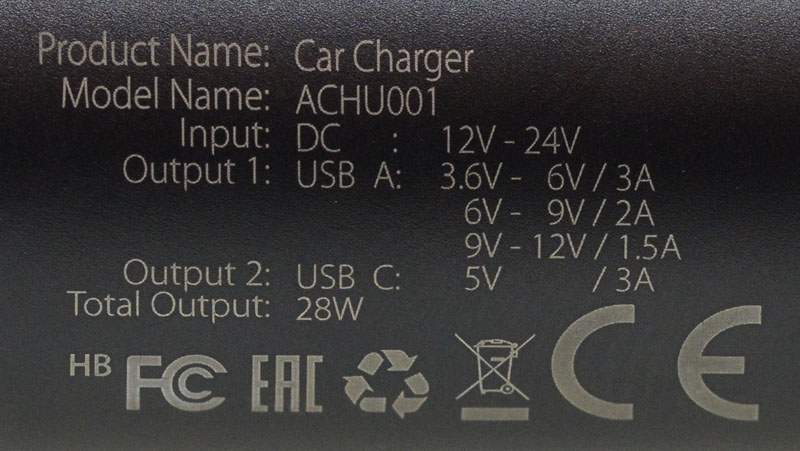 Product Name: Car Charger
Model Name: ACHU001
Input: DC : 12V - 24V
Output 1: USB A: 3.6V - 6V / 3A
6V - 9V / 2A
9V - 12V / 1.5A
Output 2: USB C: 5V / 3A
Total Output: 28W
HB FC EAC CE